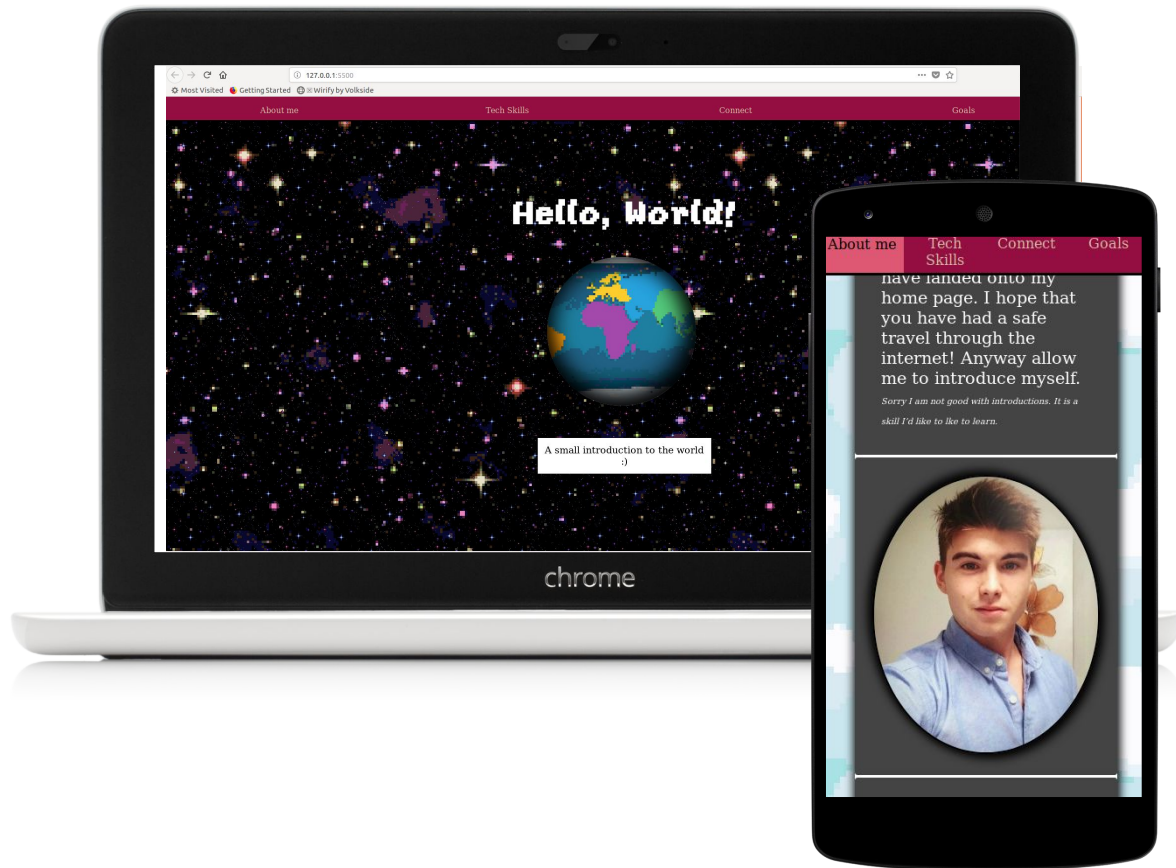 127.0.0.1:5500
Most Visited Getting Started Wirify by Volkside
About me Tech Skills Connect Goals
Hello, World!
A small introduction to the world
:)
chrome
About me Tech Connect Goals
Skills
have landed onto my
home page. I hope that
you have had a safe
travel through the
internet! Anyway allow
me to introduce myself.
Sorry I am not good with introductions. It is a
skill I'd like to lke to learn.